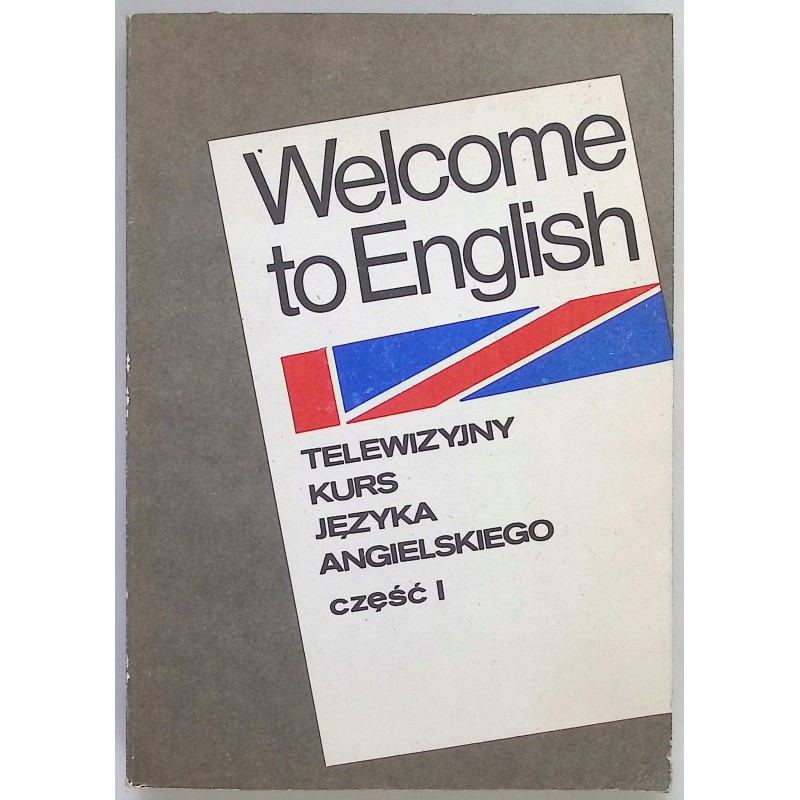 Welcome
to English
TELEWIZYJNY
KURS
JĘZYKA
ANGIELSKIEGO
część I